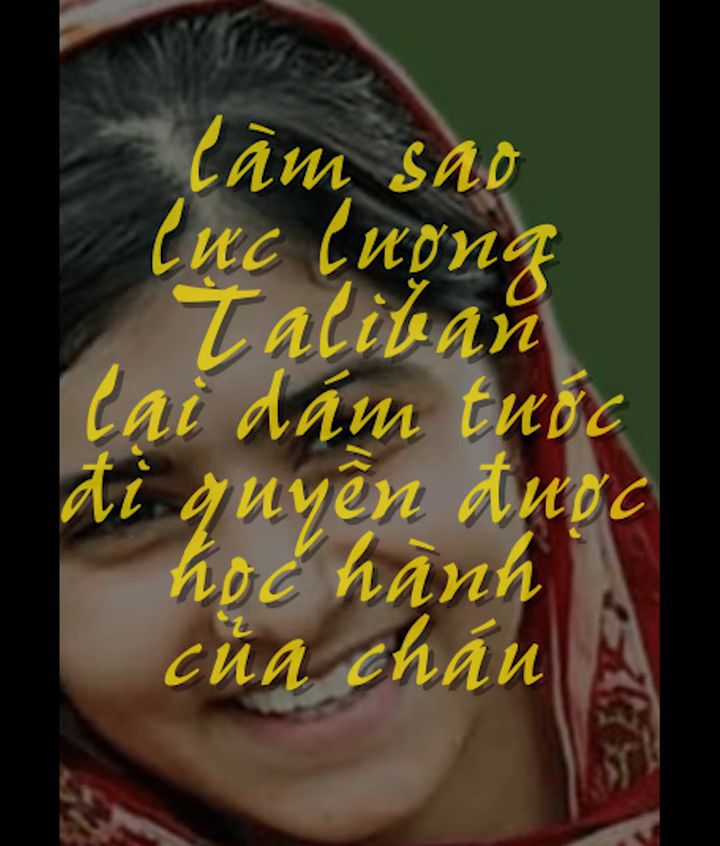 làm sao
lực lượng
Taliban
lại dám tước
đi quyền được
học hành
của cháu